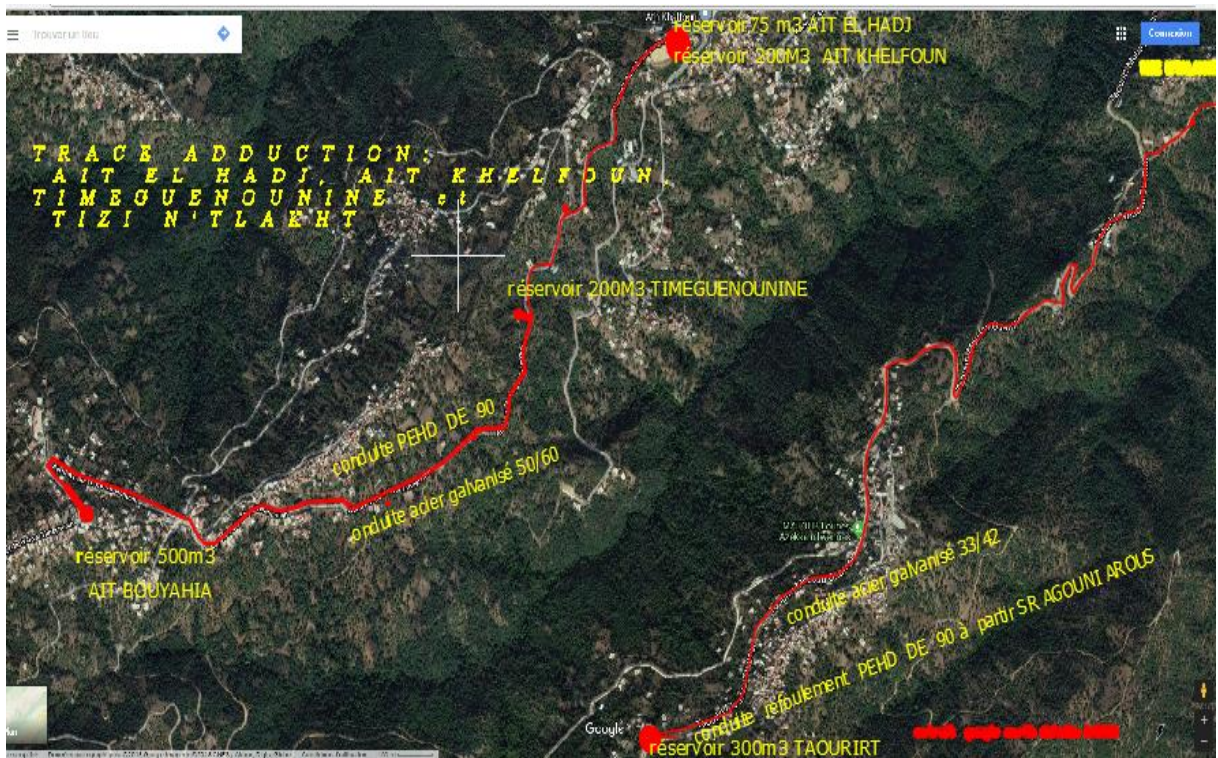 Trouver un lieu
réservoir 75 m3 AIT EL HADJ
réservoir 200M3 AIT KHELFOUN
Connexion
TRACE ADDUCTION:
AIT EL HADI, AIT KHELFOUN,
TIMEGUENOUNINE et
TIZI N'TLAKHT
réservoir 200M3 TIMEGUENOUNINE
conduite PEHD DE 90
conduite acier galvanisé 50/60
réservoir 500m3
AIT BOUYAHIA
conduite acier galvanisé 33/42
conduite refoulement PEHD DE 90 à partir SR AGOUNI AROUS
Google
réservoir 300m3 TAOURIRT